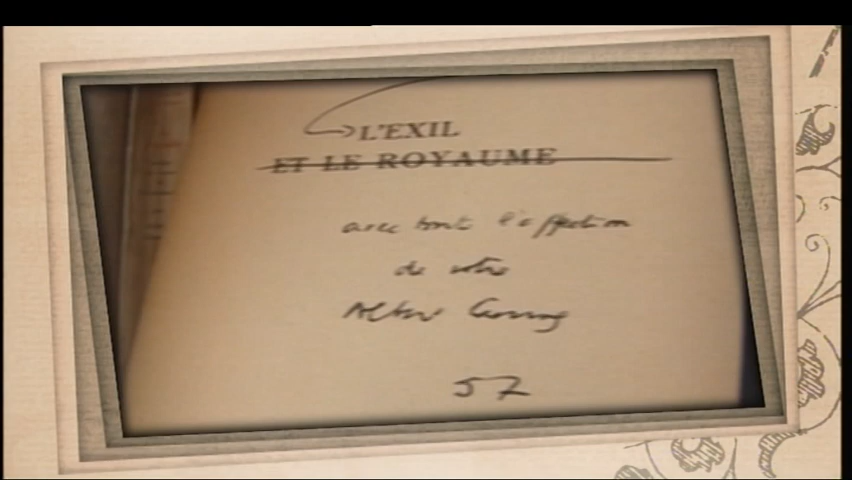 L'EXIL
ET LE ROYAUME
avec toute l'affection
de votre
Albert Camus
57